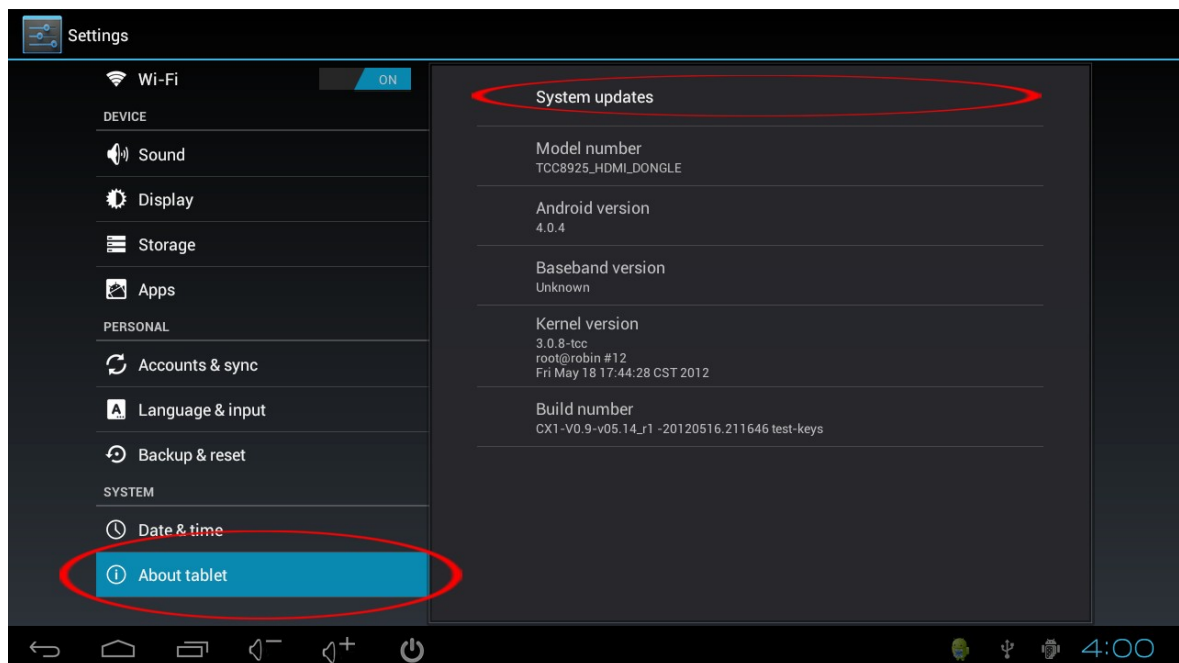 Settings
Wi-Fi ON
DEVICE
Sound
Display
Storage
Apps
PERSONAL
Accounts & sync
Language & input
Backup & reset
SYSTEM
Date & time
About tablet
System updates
Model number
TCC8925_HDMI_DONGLE
Android version
4.0.4
Baseband version
Unknown
Kernel version
3.0.8-tcc
root@robin #12
Fri May 18 17:44:28 CST 2012
Build number
CX1-V0.9-v05.14_r1 -20120516.211646 test-keys
4:00